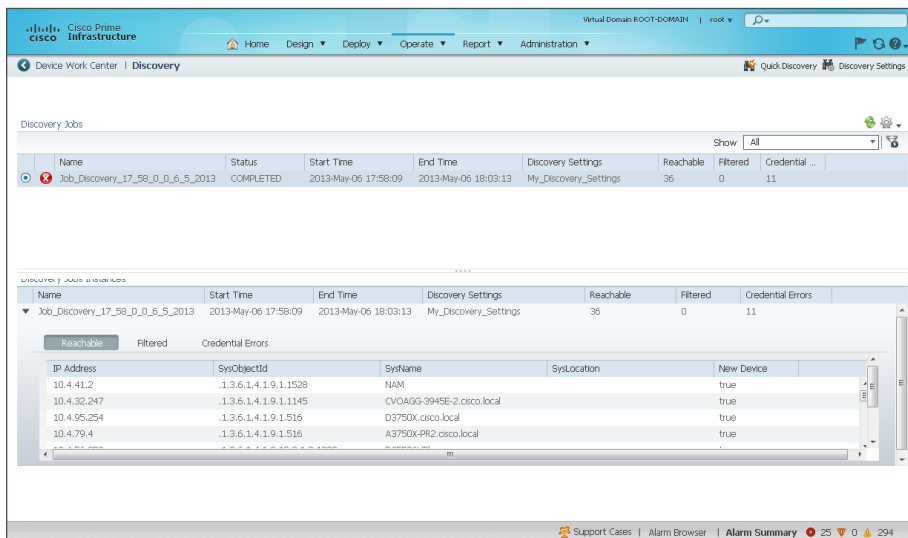 Virtual Domain ROOT-DOMAIN | root
Cisco Prime
cisco Infrastructure
Home Design Deploy Operate Report Administration
Device Work Center | Discovery Quick Discovery Discovery Settings
Discovery Jobs
Show All
Name Status Start Time End Time Discovery Settings Reachable Filtered Credential ...
Job_Discovery_17_58_0_0_6_5_2013 COMPLETED 2013-May-06 17:58:09 2013-May-06 18:03:13 My_Discovery_Settings 36 0 11
Discovery Jobs Instances
Name Start Time End Time Discovery Settings Reachable Filtered Credential Errors
Job_Discovery_17_58_0_0_6_5_2013 2013-May-06 17:58:09 2013-May-06 18:03:13 My_Discovery_Settings 36 0 11
Reachable Filtered Credential Errors
IP Address SysObjectId SysName SysLocation New Device
10.4.41.2 .1.3.6.1.4.1.9.1.1528 NAM true
10.4.32.247 .1.3.6.1.4.1.9.1.1145 CVOAGG-3945E-2.cisco.local true
10.4.95.254 .1.3.6.1.4.1.9.1.516 D3750X.cisco.local true
10.4.79.4 .1.3.6.1.4.1.9.1.516 A3750X-PR2.cisco.local true
Support Cases | Alarm Browser | Alarm Summary 25 0 294